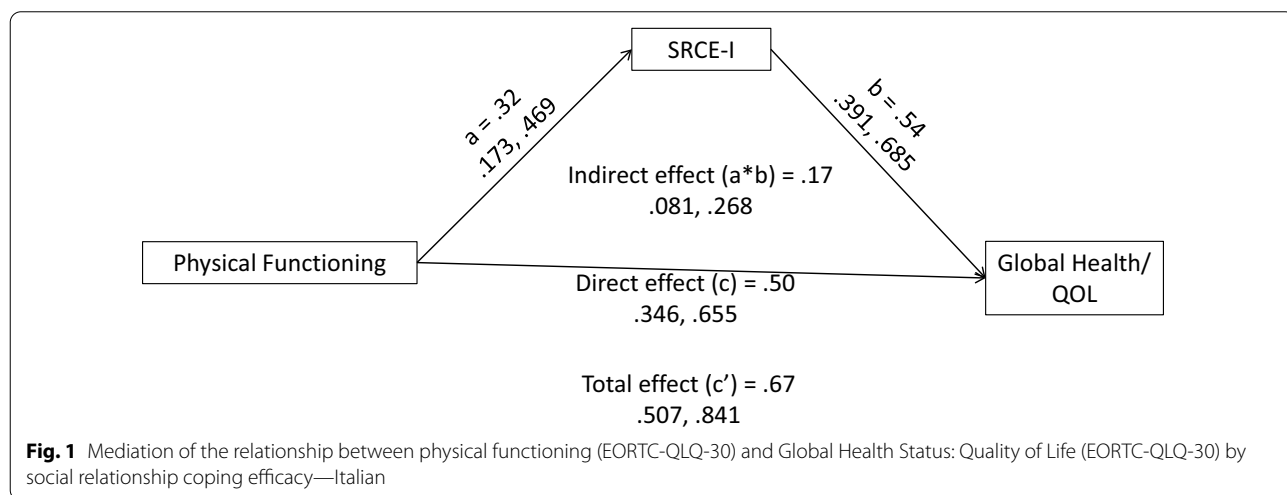 SRCE-I
a = .32
.173, .469
b = .54
.391, .685
Indirect effect (a*b) = .17
.081, .268
Physical Functioning
Global Health/
QOL
Direct effect (c) = .50
.346, .655
Total effect (c’) = .67
.507, .841
Fig. 1 Mediation of the relationship between physical functioning (EORTC-QLQ-30) and Global Health Status: Quality of Life (EORTC-QLQ-30) by
social relationship coping efficacy—Italian